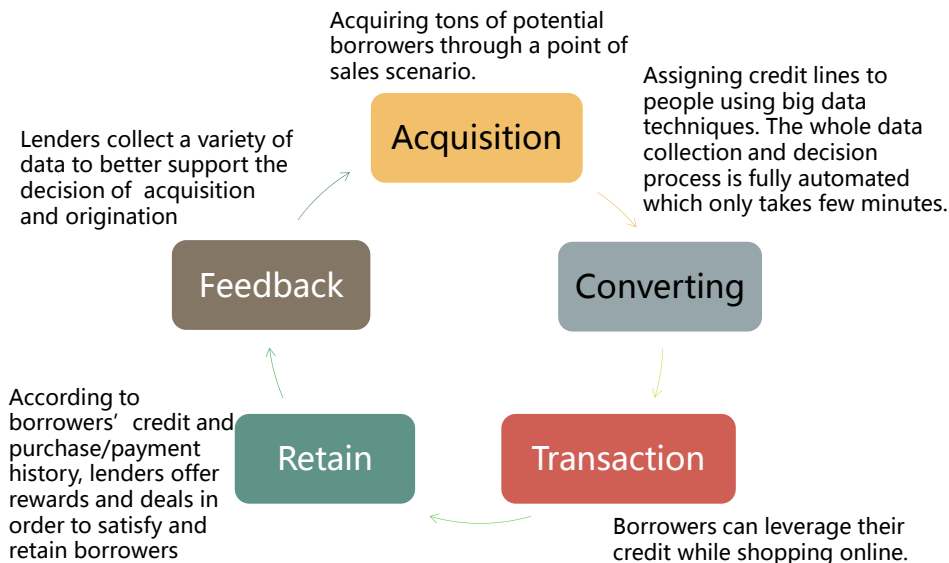 Acquiring tons of potential
borrowers through a point of
sales scenario.
Acquisition
Assigning credit lines to
people using big data
techniques. The whole data
collection and decision
process is fully automated
which only takes few minutes.
Converting
Borrowers can leverage their
credit while shopping online.
Transaction
According to
borrowers’ credit and
purchase/payment
history, lenders offer
rewards and deals in
order to satisfy and
retain borrowers
Retain
Lenders collect a variety of
data to better support the
decision of acquisition
and origination
Feedback